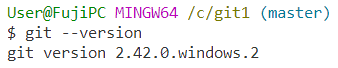 User@FujiPC MINGW64 /c/git1 (master)
$ git --version
git version 2.42.0.windows.2